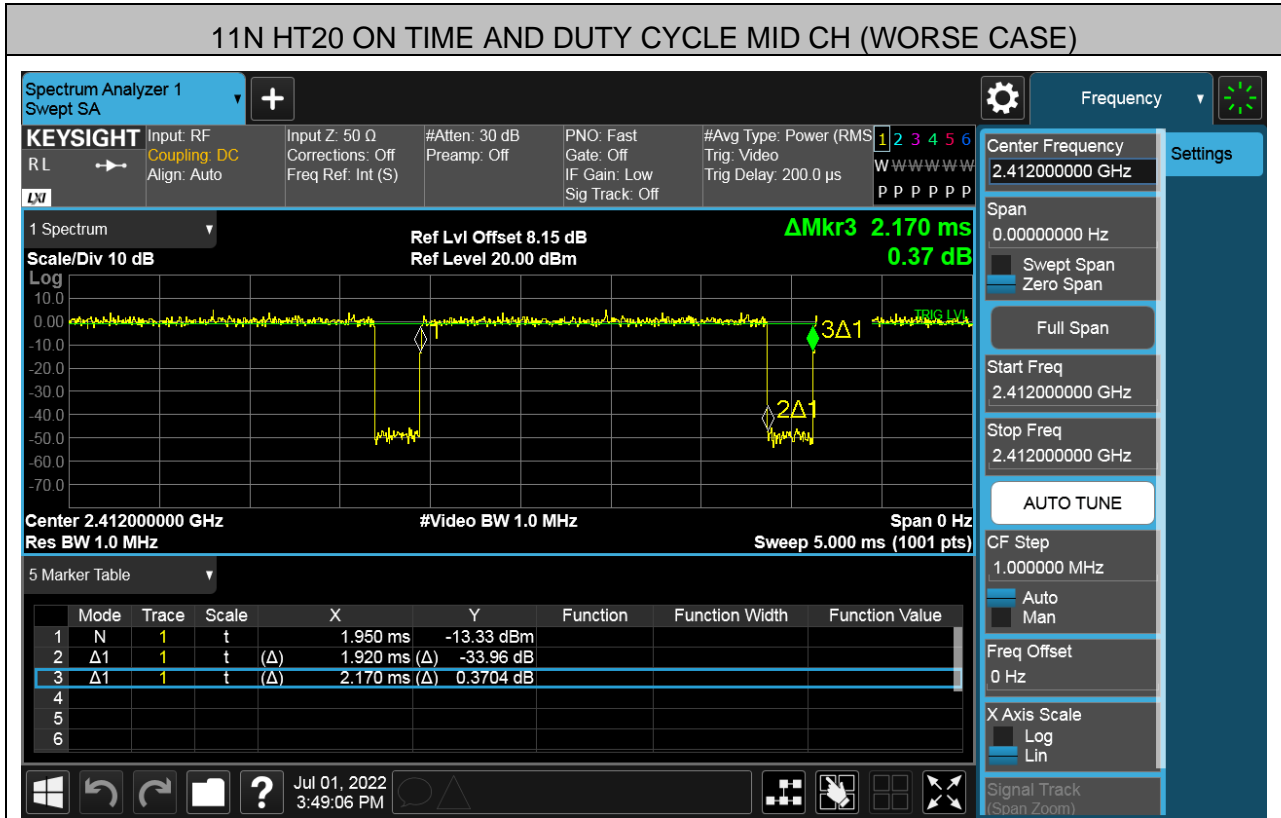 11N HT20 ON TIME AND DUTY CYCLE MID CH (WORSE CASE)
Spectrum Analyzer 1
Swept SA
Frequency
KEYSIGHT
RL
LXI
Input: RF
Coupling: DC
Align: Auto
Input Z: 50 Ω
Corrections: Off
Freq Ref: Int (S)
#Atten: 30 dB
Preamp: Off
PNO: Fast
Gate: Off
IF Gain: Low
Sig Track: Off
#Avg Type: Power (RMS
Trig: Video
Trig Delay: 200.0 µs
1 2 3 4 5 6
W W W W W W
P P P P P P
1 Spectrum
Scale/Div 10 dB
Ref Lvl Offset 8.15 dB
Ref Level 20.00 dBm
ΔMkr3 2.170 ms
0.37 dB
Log
10.0
0.00
-10.0
-20.0
-30.0
-40.0
-50.0
-60.0
-70.0
TRIG LVL
1
3Δ1
2Δ1
Center 2.412000000 GHz
#Video BW 1.0 MHz
Span 0 Hz
Res BW 1.0 MHz
Sweep 5.000 ms (1001 pts)
5 Marker Table
Mode Trace Scale X Y Function Function Width Function Value
1 N 1 t 1.950 ms -13.33 dBm
2 Δ1 1 t (Δ) 1.920 ms (Δ) -33.96 dB
3 Δ1 1 t (Δ) 2.170 ms (Δ) 0.3704 dB
4
5
6
Jul 01, 2022
3:49:06 PM
Settings
Center Frequency
2.412000000 GHz
Span
0.00000000 Hz
Swept Span
Zero Span
Full Span
Start Freq
2.412000000 GHz
Stop Freq
2.412000000 GHz
AUTO TUNE
CF Step
1.000000 MHz
Auto
Man
Freq Offset
0 Hz
X Axis Scale
Log
Lin
Signal Track
(Span Zoom)